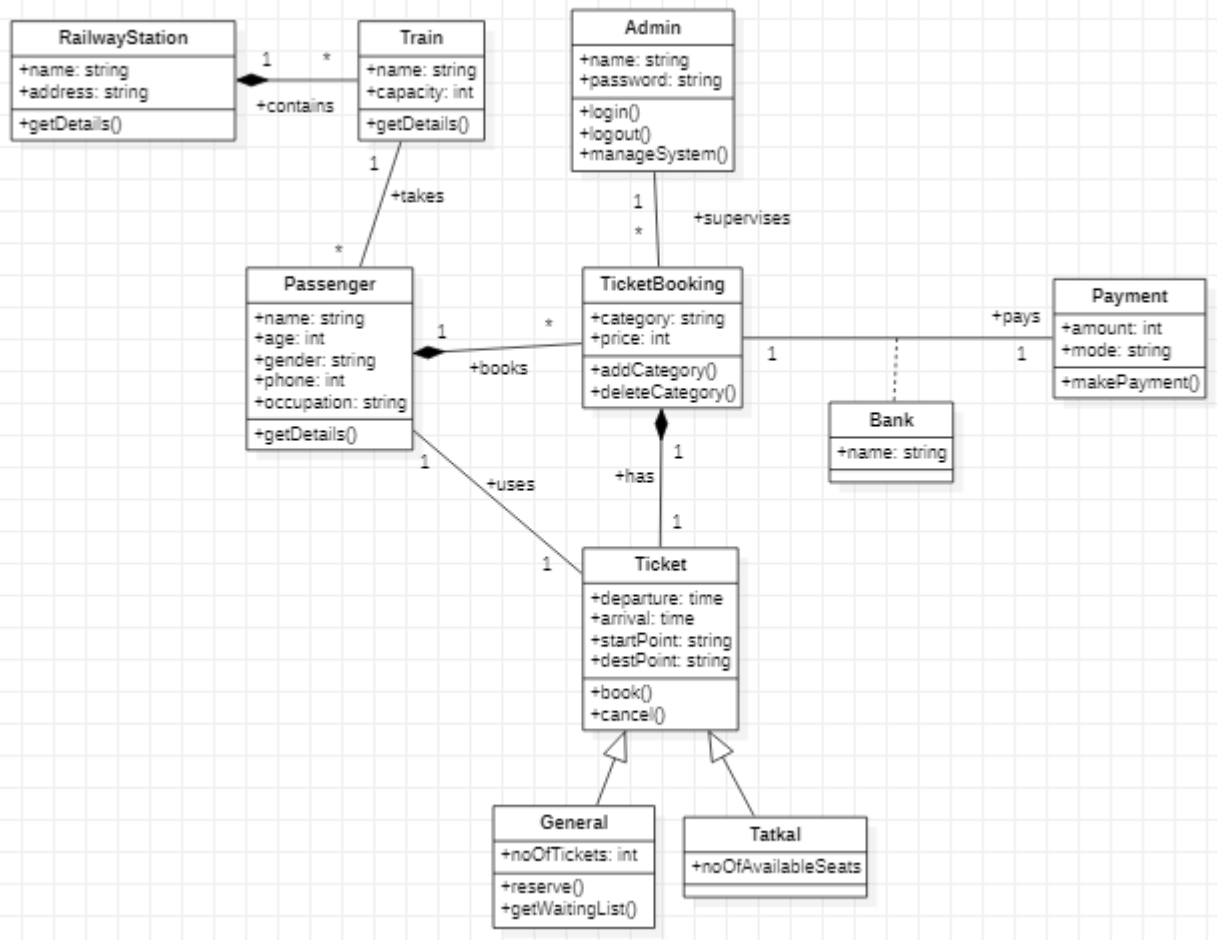 RailwayStation
+name: string
+address: string
+getDetails()
1
*
+contains
Train
+name: string
+capacity: int
+getDetails()
Admin
+name: string
+password: string
+login()
+logout()
+manageSystem()
1
+takes
*
1
+supervises
*
Passenger
+name: string
+age: int
+gender: string
+phone: int
+occupation: string
+getDetails()
1
*
+books
TicketBooking
+category: string
+price: int
+addCategory()
+deleteCategory()
+pays
1
1
Payment
+amount: int
+mode: string
+makePayment()
Bank
+name: string
1
+uses
1
1
+has
1
Ticket
+departure: time
+arrival: time
+startPoint: string
+destPoint: string
+book()
+cancel()
General
+noOfTickets: int
+reserve()
+getWaitingList()
Tatkal
+noOfAvailableSeats